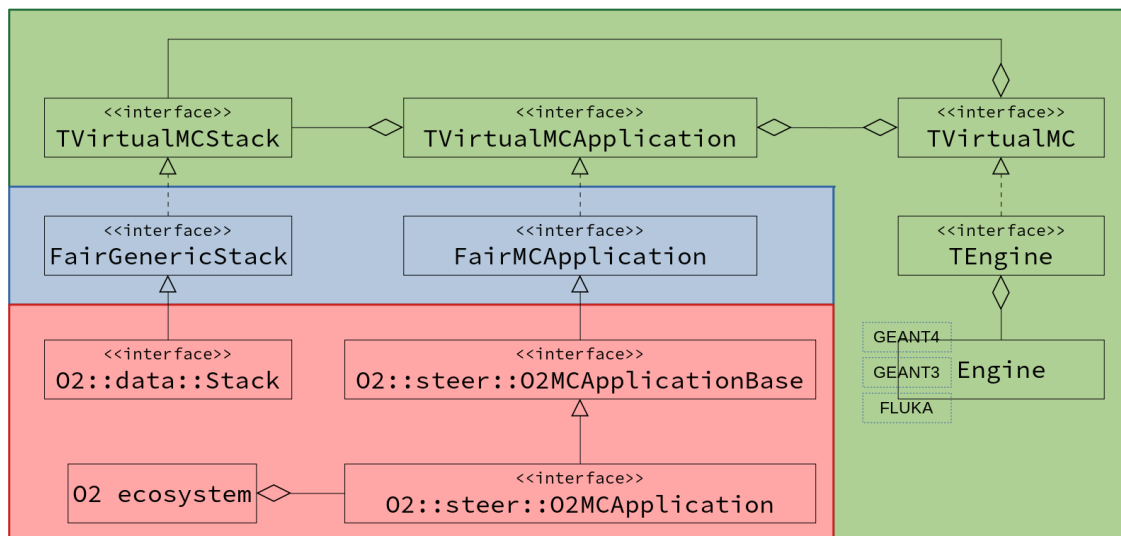 <<interface>>
TVirtualMCStack
<<interface>>
TVirtualMCApplication
<<interface>>
TVirtualMC
<<interface>>
FairGenericStack
<<interface>>
FairMCApplication
<<interface>>
TEngine
<<interface>>
O2::data::Stack
<<interface>>
O2::steer::O2MCApplicationBase
GEANT4
GEANT3
FLUKA
Engine
O2 ecosystem
<<interface>>
O2::steer::O2MCApplication